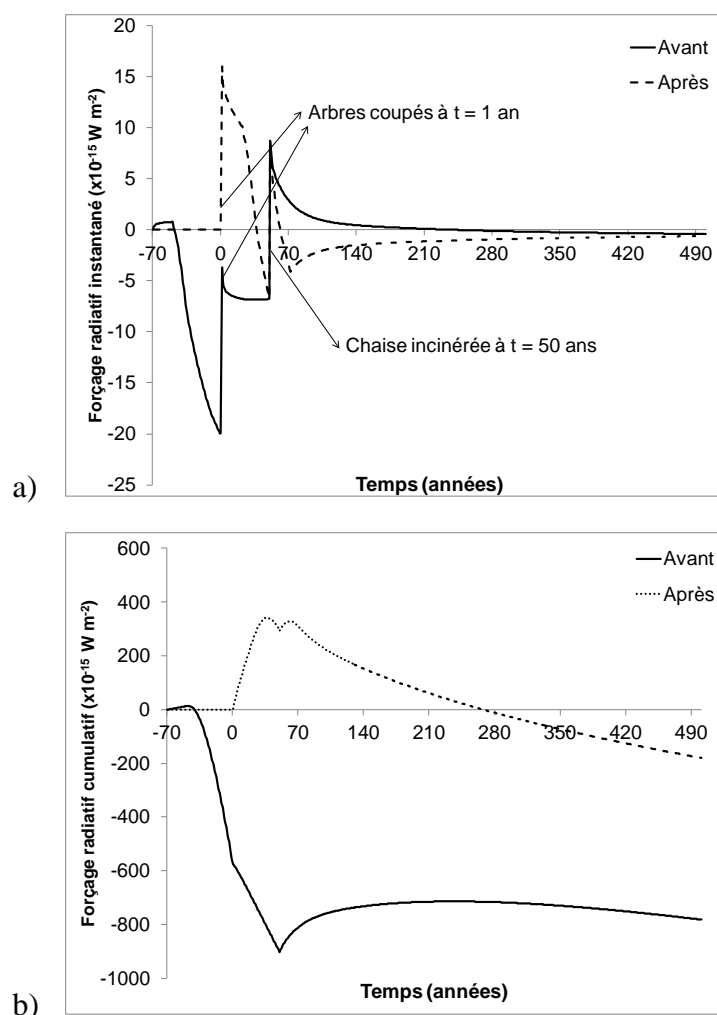 20
15
10
5
0
-5
-10
-15
-20
-25
-70 0 70 140 210 280 350 420 490
Forçage radiatif instantané (x10⁻¹⁵ W m⁻²)
Avant
Après
Arbres coupés à t = 1 an
Chaise incinérée à t = 50 ans
Temps (années)
a)
600
400
200
0
-200
-400
-600
-800
-1000
-70 0 70 140 210 280 350 420 490
Forçage radiatif cumulatif (x10⁻¹⁵ W m⁻²)
Avant
Après
Temps (années)
b)